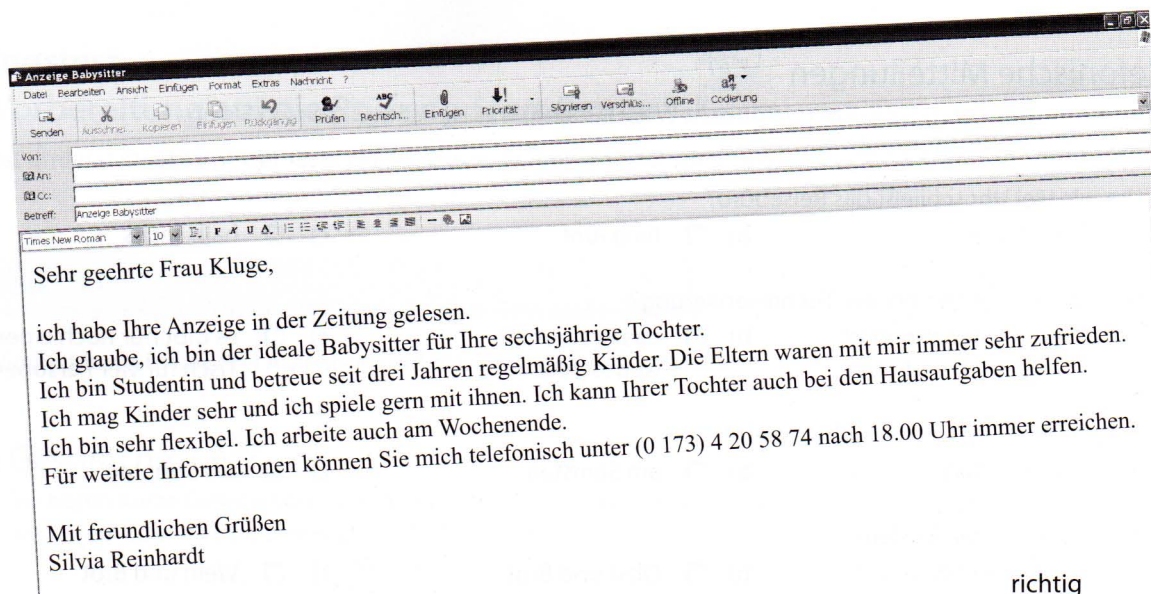 Anzeige Babysitter
Datei Bearbeiten Ansicht Einfügen Format Extras Nachricht ?
Senden Ausschnei... Kopieren Einfügen Rückgängig Prüfen Rechtsch... Einfügen Priorität Signieren Verschlüs... Offline Codierung
Von:
An:
Cc:
Betreff: Anzeige Babysitter
Times New Roman 10 F K U A
Sehr geehrte Frau Kluge,
ich habe Ihre Anzeige in der Zeitung gelesen.
Ich glaube, ich bin der ideale Babysitter für Ihre sechsjährige Tochter.
Ich bin Studentin und betreue seit drei Jahren regelmäßig Kinder. Die Eltern waren mit mir immer sehr zufrieden.
Ich mag Kinder sehr und ich spiele gern mit ihnen. Ich kann Ihrer Tochter auch bei den Hausaufgaben helfen.
Ich bin sehr flexibel. Ich arbeite auch am Wochenende.
Für weitere Informationen können Sie mich telefonisch unter (0 173) 4 20 58 74 nach 18.00 Uhr immer erreichen.
Mit freundlichen Grüßen
Silvia Reinhardt
richtig